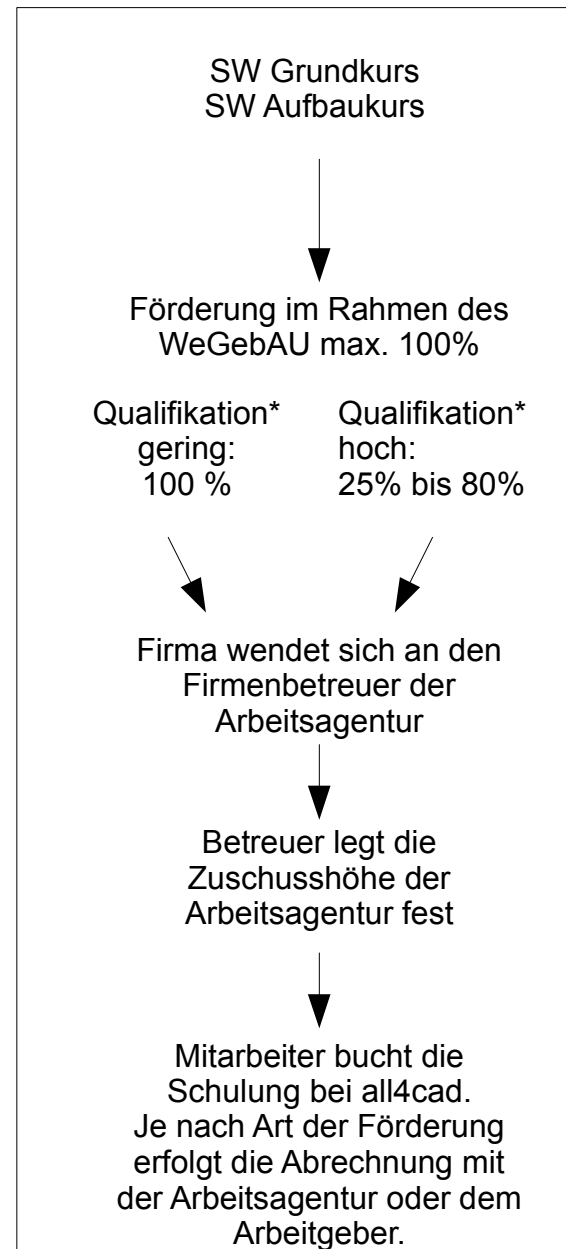 SW Grundkurs
SW Aufbaukurs
Förderung im Rahmen des
WeGebAU max. 100%
Qualifikation*
gering:
100 %
Qualifikation*
hoch:
25% bis 80%
Firma wendet sich an den
Firmenbetreuer der
Arbeitsagentur
Betreuer legt die
Zuschusshöhe der
Arbeitsagentur fest
Mitarbeiter bucht die
Schulung bei all4cad.
Je nach Art der Förderung
erfolgt die Abrechnung mit
der Arbeitsagentur oder dem
Arbeitgeber.